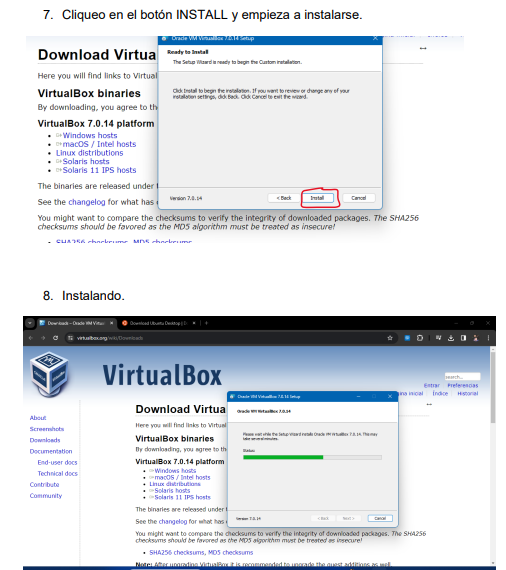 7. Cliqueo en el botón INSTALL y empieza a instalarse.
Oracle VM VirtualBox 7.0.14 Setup
Download Virtua
Ready to Install
The Setup Wizard is ready to begin the Custom installation.
Here you will find links to Virtual
VirtualBox binaries
Click Install to begin the installation. If you want to review or change any of your
installation settings, click Back. Click Cancel to exit the wizard.
By downloading, you agree to th
VirtualBox 7.0.14 platform
Windows hosts
macOS / Intel hosts
Linux distributions
Solaris hosts
Solaris 11 IPS hosts
The binaries are released under t
Version 7.0.14
< Back
Install
Cancel
See the changelog for what has c
You might want to compare the checksums to verify the integrity of downloaded packages. The SHA256
checksums should be favored as the MD5 algorithm must be treated as insecure!
SHA256 checksums, MD5 checksums
8. Instalando.
Downloads – Oracle VM Virtu
Download Ubuntu Desktop |
virtualbox.org/wiki/Downloads
VirtualBox
search...
Entrar Preferencias
ina inicial Índice Historial
About
Screenshots
Downloads
Documentation
End-user docs
Technical docs
Contribute
Community
Download Virtua
Here you will find links to Virtual
VirtualBox binaries
By downloading, you agree to th
VirtualBox 7.0.14 platform
Windows hosts
macOS / Intel hosts
Linux distributions
Solaris hosts
Solaris 11 IPS hosts
The binaries are released under t
See the changelog for what has c
Oracle VM VirtualBox 7.0.14 Setup
Oracle VM VirtualBox 7.0.14
Please wait while the Setup Wizard installs Oracle VM VirtualBox 7.0.14. This may
take several minutes.
Status:
Version 7.0.14
< Back
Next >
Cancel
You might want to compare the checksums to verify the integrity of downloaded packages. The SHA256
checksums should be favored as the MD5 algorithm must be treated as insecure!
SHA256 checksums, MD5 checksums
Note: After upgrading VirtualBox it is recommended to upgrade the guest additions as well.